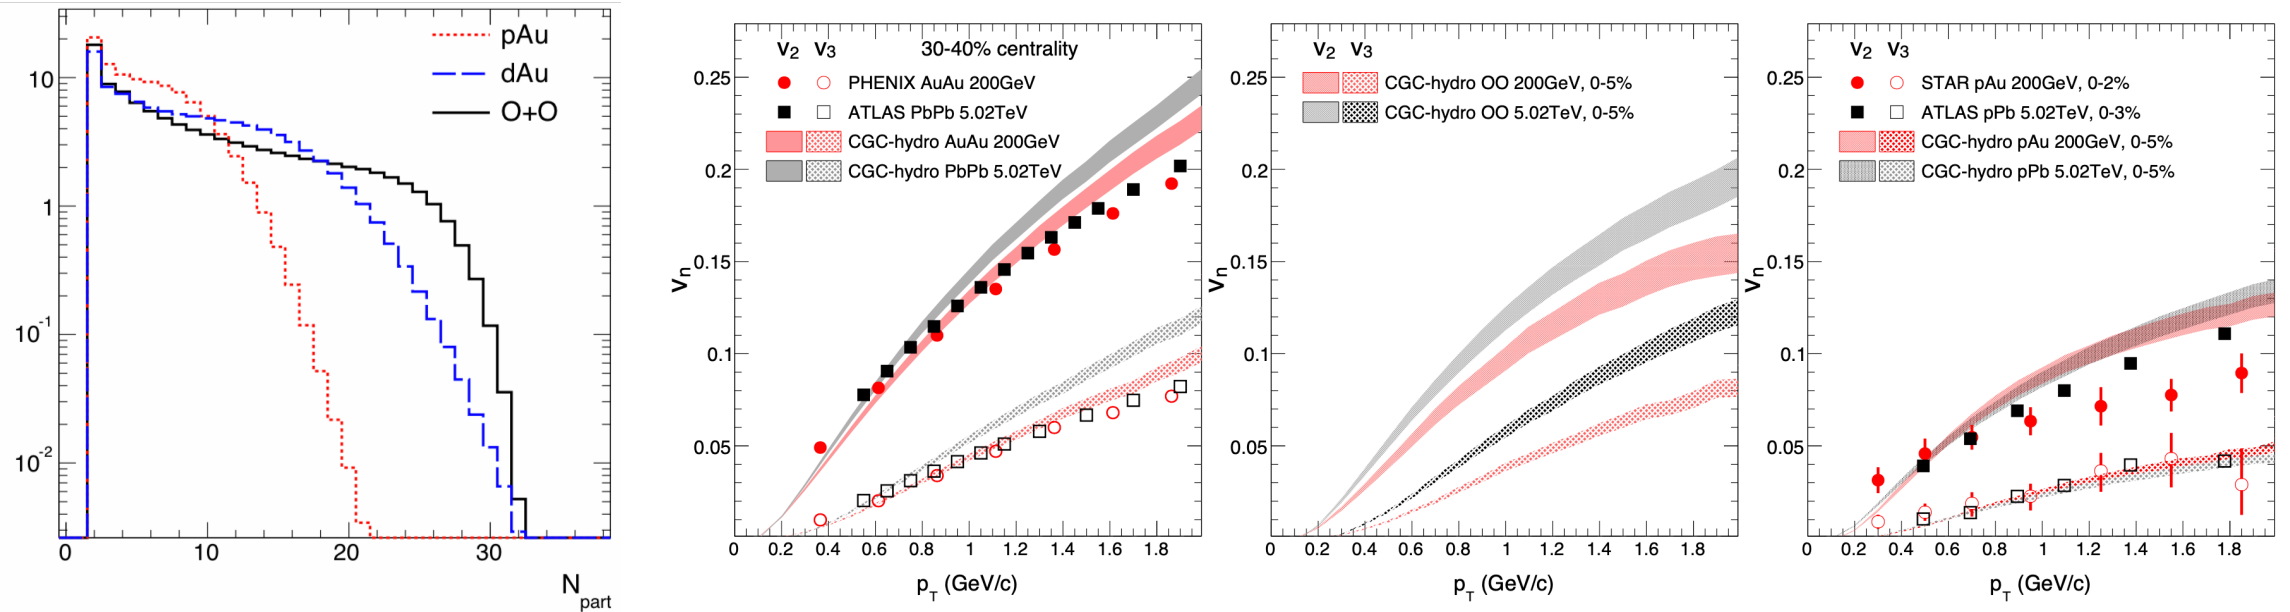 pAu
dAu
O+O
10
1
10⁻¹
10⁻²
0 10 20 30
N_part
v₂ v₃ 30-40% centrality
PHENIX AuAu 200GeV
ATLAS PbPb 5.02TeV
CGC-hydro AuAu 200GeV
CGC-hydro PbPb 5.02TeV
0.25
0.2
0.15
0.1
0.05
vₙ
0 0.2 0.4 0.6 0.8 1 1.2 1.4 1.6 1.8
p_T (GeV/c)
v₂ v₃
CGC-hydro OO 200GeV, 0-5%
CGC-hydro OO 5.02TeV, 0-5%
0.25
0.2
0.15
0.1
0.05
vₙ
0 0.2 0.4 0.6 0.8 1 1.2 1.4 1.6 1.8
p_T (GeV/c)
v₂ v₃
STAR pAu 200GeV, 0-2%
ATLAS pPb 5.02TeV, 0-3%
CGC-hydro pAu 200GeV, 0-5%
CGC-hydro pPb 5.02TeV, 0-5%
0.25
0.2
0.15
0.1
0.05
vₙ
0 0.2 0.4 0.6 0.8 1 1.2 1.4 1.6 1.8
p_T (GeV/c)